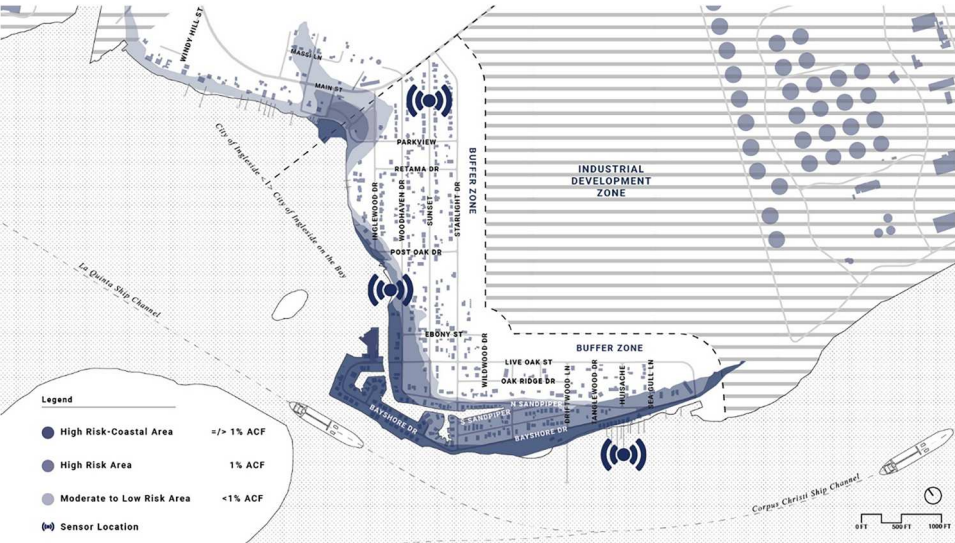 WINDY HILL ST
MASSI LN
MAIN ST
PARKVIEW
RETAMA DR
INGLEWOOD DR
WOODHAVEN DR
SUNSET
STARLIGHT DR
BUFFER ZONE
INDUSTRIAL
DEVELOPMENT
ZONE
City of Ingleside <1> City of Ingleside on the Bay
POST OAK DR
La Quinta Ship Channel
EBONY ST
WILDWOOD DR
BUFFER ZONE
LIVE OAK ST
OAK RIDGE DR
DRIFTWOOD LN
TANGLEWOOD DR
HUISACHE
SEA GULL LN
N SANDPIPER
S SANDPIPER
BAYSHORE DR
BAYSHORE DR
Legend
High Risk-Coastal Area =/> 1% ACF
High Risk Area 1% ACF
Moderate to Low Risk Area <1% ACF
Sensor Location
Corpus Christi Ship Channel
0 FT 500 FT 1000 FT